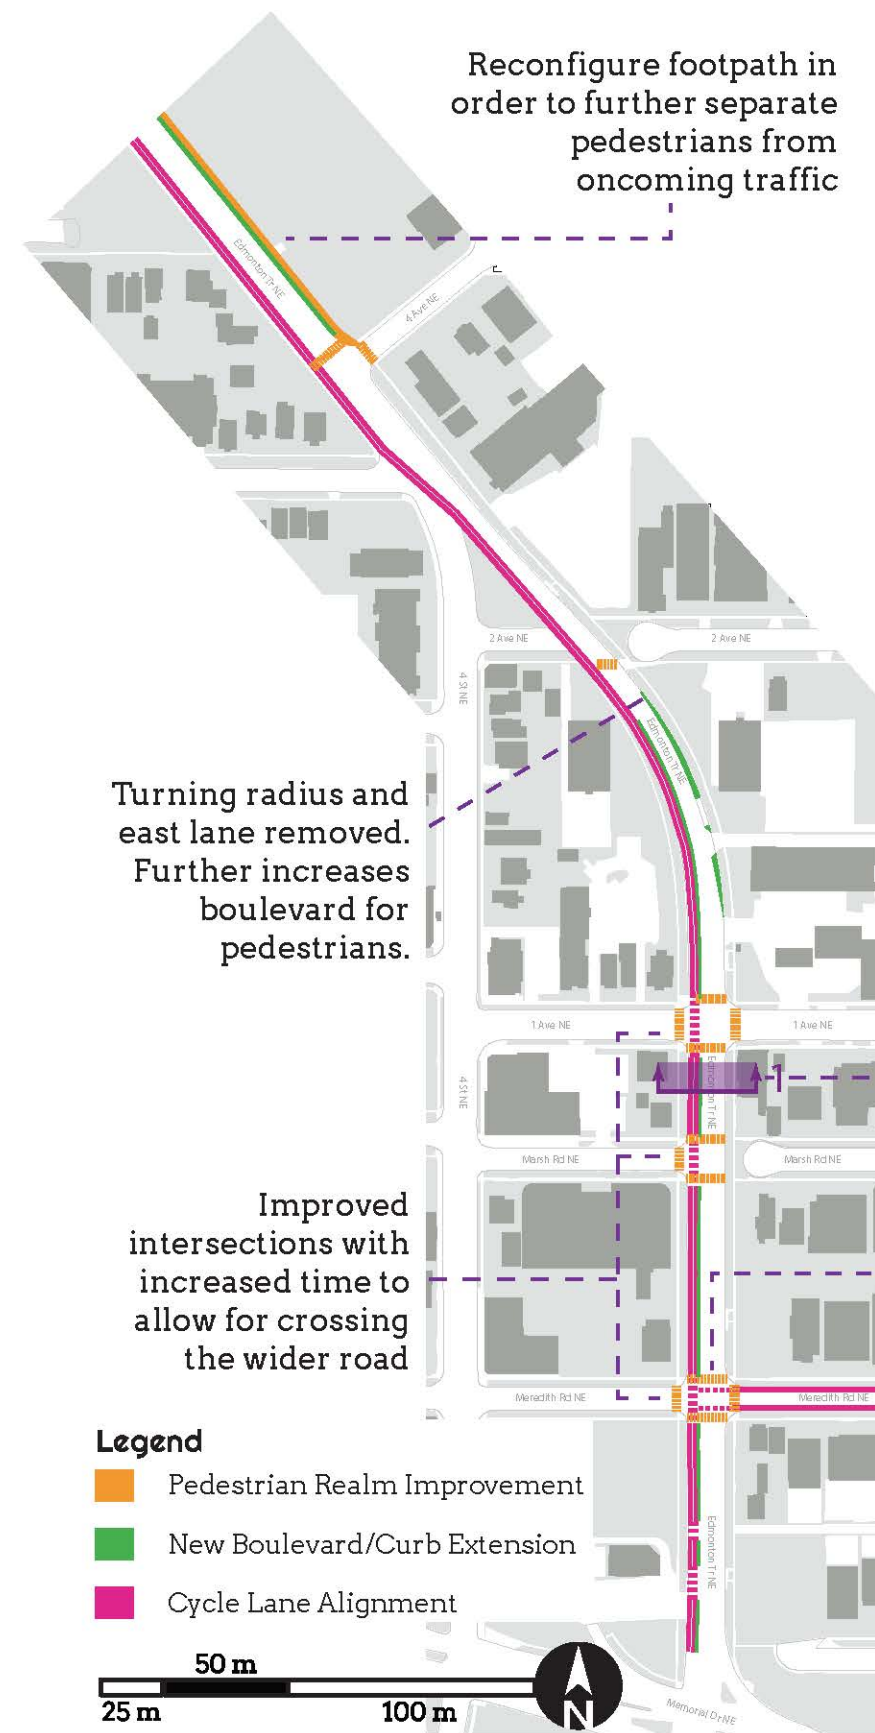 Reconfigure footpath in
order to further separate
pedestrians from
oncoming traffic
Edmonton Tr NE
4 Ave NE
2 Ave NE
2 Ave NE
4 St NE
Edmonton Tr NE
Turning radius and
east lane removed.
Further increases
boulevard for
pedestrians.
1 Ave NE
1 Ave NE
4 St NE
Edmonton Tr NE
1
Marsh Rd NE
Marsh Rd NE
Improved
intersections with
increased time to
allow for crossing
the wider road
Meredith Rd NE
Meredith Rd NE
Legend
Pedestrian Realm Improvement
New Boulevard/Curb Extension
Cycle Lane Alignment
Edmonton Tr NE
50 m
25 m
100 m
N
Memorial Dr NE